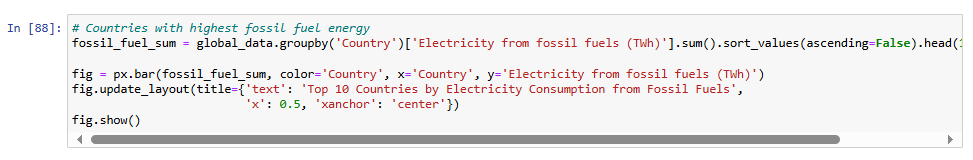 In [88]: # Countries with highest fossil fuel energy
fossil_fuel_sum = global_data.groupby('Country')['Electricity from fossil fuels (TWh)'].sum().sort_values(ascending=False).head(
fig = px.bar(fossil_fuel_sum, color='Country', x='Country', y='Electricity from fossil fuels (TWh)')
fig.update_layout(title={'text': 'Top 10 Countries by Electricity Consumption from Fossil Fuels',
'x': 0.5, 'xanchor': 'center'})
fig.show()